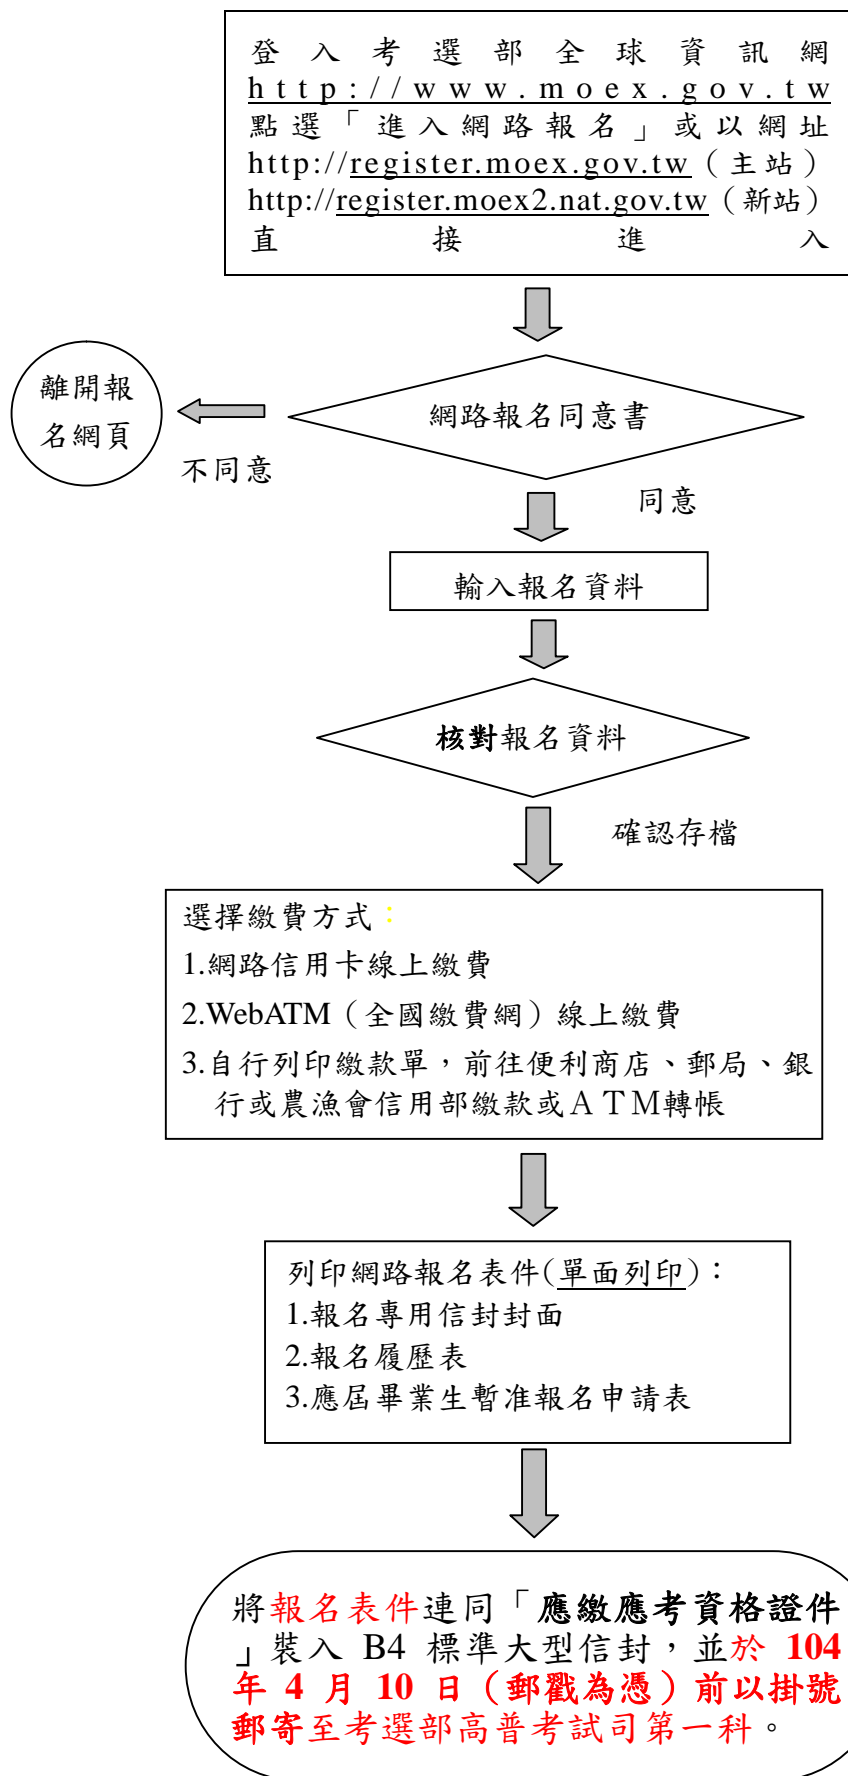 登入考選部全球資訊網
http://www.moex.gov.tw
點選「進入網路報名」或以網址
http://register.moex.gov.tw（主站）
http://register.moex2.nat.gov.tw（新站）
直接進入
網路報名同意書
離開報
名網頁
不同意
同意
輸入報名資料
核對報名資料
確認存檔
選擇繳費方式：
1.網路信用卡線上繳費
2.WebATM（全國繳費網）線上繳費
3.自行列印繳款單，前往便利商店、郵局、銀
行或農漁會信用部繳款或ＡＴＭ轉帳
列印網路報名表件(單面列印)：
1.報名專用信封封面
2.報名履歷表
3.應屆畢業生暫准報名申請表
將報名表件連同「應繳應考資格證件
」裝入 B4 標準大型信封，並於 104
年 4 月 10 日（郵戳為憑）前以掛號
郵寄至考選部高普考試司第一科。